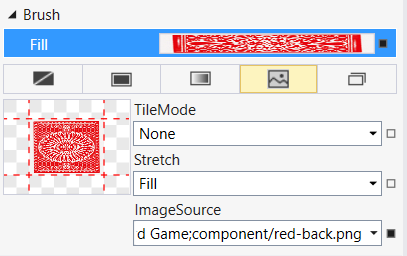 Brush
Fill
TileMode
None
Stretch
Fill
ImageSource
d Game;component/red-back.png